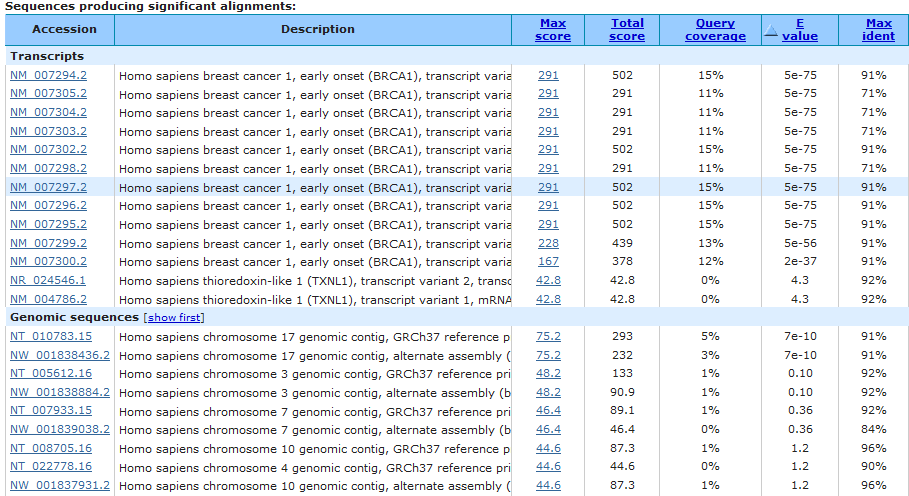 Sequences producing significant alignments:
Accession Description Max score Total score Query coverage E value Max ident
Transcripts
NM_007294.2 Homo sapiens breast cancer 1, early onset (BRCA1), transcript varia 291 502 15% 5e-75 91%
NM_007305.2 Homo sapiens breast cancer 1, early onset (BRCA1), transcript varia 291 291 11% 5e-75 71%
NM_007304.2 Homo sapiens breast cancer 1, early onset (BRCA1), transcript varia 291 291 11% 5e-75 71%
NM_007303.2 Homo sapiens breast cancer 1, early onset (BRCA1), transcript varia 291 291 11% 5e-75 71%
NM_007302.2 Homo sapiens breast cancer 1, early onset (BRCA1), transcript varia 291 502 15% 5e-75 91%
NM_007298.2 Homo sapiens breast cancer 1, early onset (BRCA1), transcript varia 291 291 11% 5e-75 71%
NM_007297.2 Homo sapiens breast cancer 1, early onset (BRCA1), transcript varia 291 502 15% 5e-75 91%
NM_007296.2 Homo sapiens breast cancer 1, early onset (BRCA1), transcript varia 291 502 15% 5e-75 91%
NM_007295.2 Homo sapiens breast cancer 1, early onset (BRCA1), transcript varia 291 502 15% 5e-75 91%
NM_007299.2 Homo sapiens breast cancer 1, early onset (BRCA1), transcript varia 228 439 13% 5e-56 91%
NM_007300.2 Homo sapiens breast cancer 1, early onset (BRCA1), transcript varia 167 378 12% 2e-37 91%
NR_024546.1 Homo sapiens thioredoxin-like 1 (TXNL1), transcript variant 2, transc 42.8 42.8 0% 4.3 92%
NM_004786.2 Homo sapiens thioredoxin-like 1 (TXNL1), transcript variant 1, mRNA 42.8 42.8 0% 4.3 92%
Genomic sequences [show first]
NT_010783.15 Homo sapiens chromosome 17 genomic contig, GRCh37 reference p 75.2 293 5% 7e-10 91%
NW_001838436.2 Homo sapiens chromosome 17 genomic contig, alternate assembly ( 75.2 232 3% 7e-10 91%
NT_005612.16 Homo sapiens chromosome 3 genomic contig, GRCh37 reference pri 48.2 133 1% 0.10 92%
NW_001838884.2 Homo sapiens chromosome 3 genomic contig, alternate assembly (b 48.2 90.9 1% 0.10 92%
NT_007933.15 Homo sapiens chromosome 7 genomic contig, GRCh37 reference pri 46.4 89.1 1% 0.36 92%
NW_001839038.2 Homo sapiens chromosome 7 genomic contig, alternate assembly (b 46.4 46.4 0% 0.36 84%
NT_008705.16 Homo sapiens chromosome 10 genomic contig, GRCh37 reference p 44.6 87.3 1% 1.2 96%
NT_022778.16 Homo sapiens chromosome 4 genomic contig, GRCh37 reference pri 44.6 44.6 0% 1.2 90%
NW_001837931.2 Homo sapiens chromosome 10 genomic contig, alternate assembly ( 44.6 87.3 1% 1.2 96%